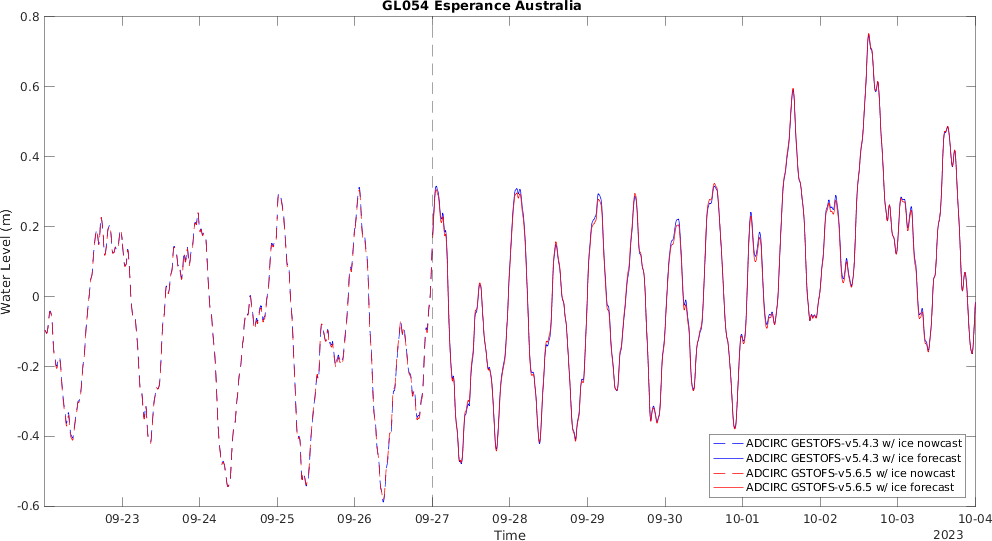 GL054 Esperance Australia
Water Level (m)
0.8
0.6
0.4
0.2
0
-0.2
-0.4
-0.6
ADCIRC GESTOFS-v5.4.3 w/ ice nowcast
ADCIRC GESTOFS-v5.4.3 w/ ice forecast
ADCIRC GSTOFS-v5.6.5 w/ ice nowcast
ADCIRC GSTOFS-v5.6.5 w/ ice forecast
09-23 09-24 09-25 09-26 09-27 09-28 09-29 09-30 10-01 10-02 10-03 10-04
Time
2023